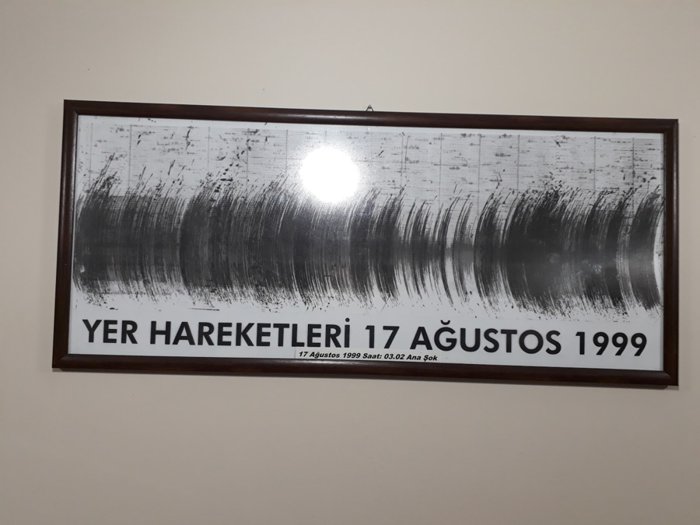 YER HAREKETLERİ 17 AĞUSTOS 1999
17 Ağustos 1999 Saat: 03.02 Ana Şok